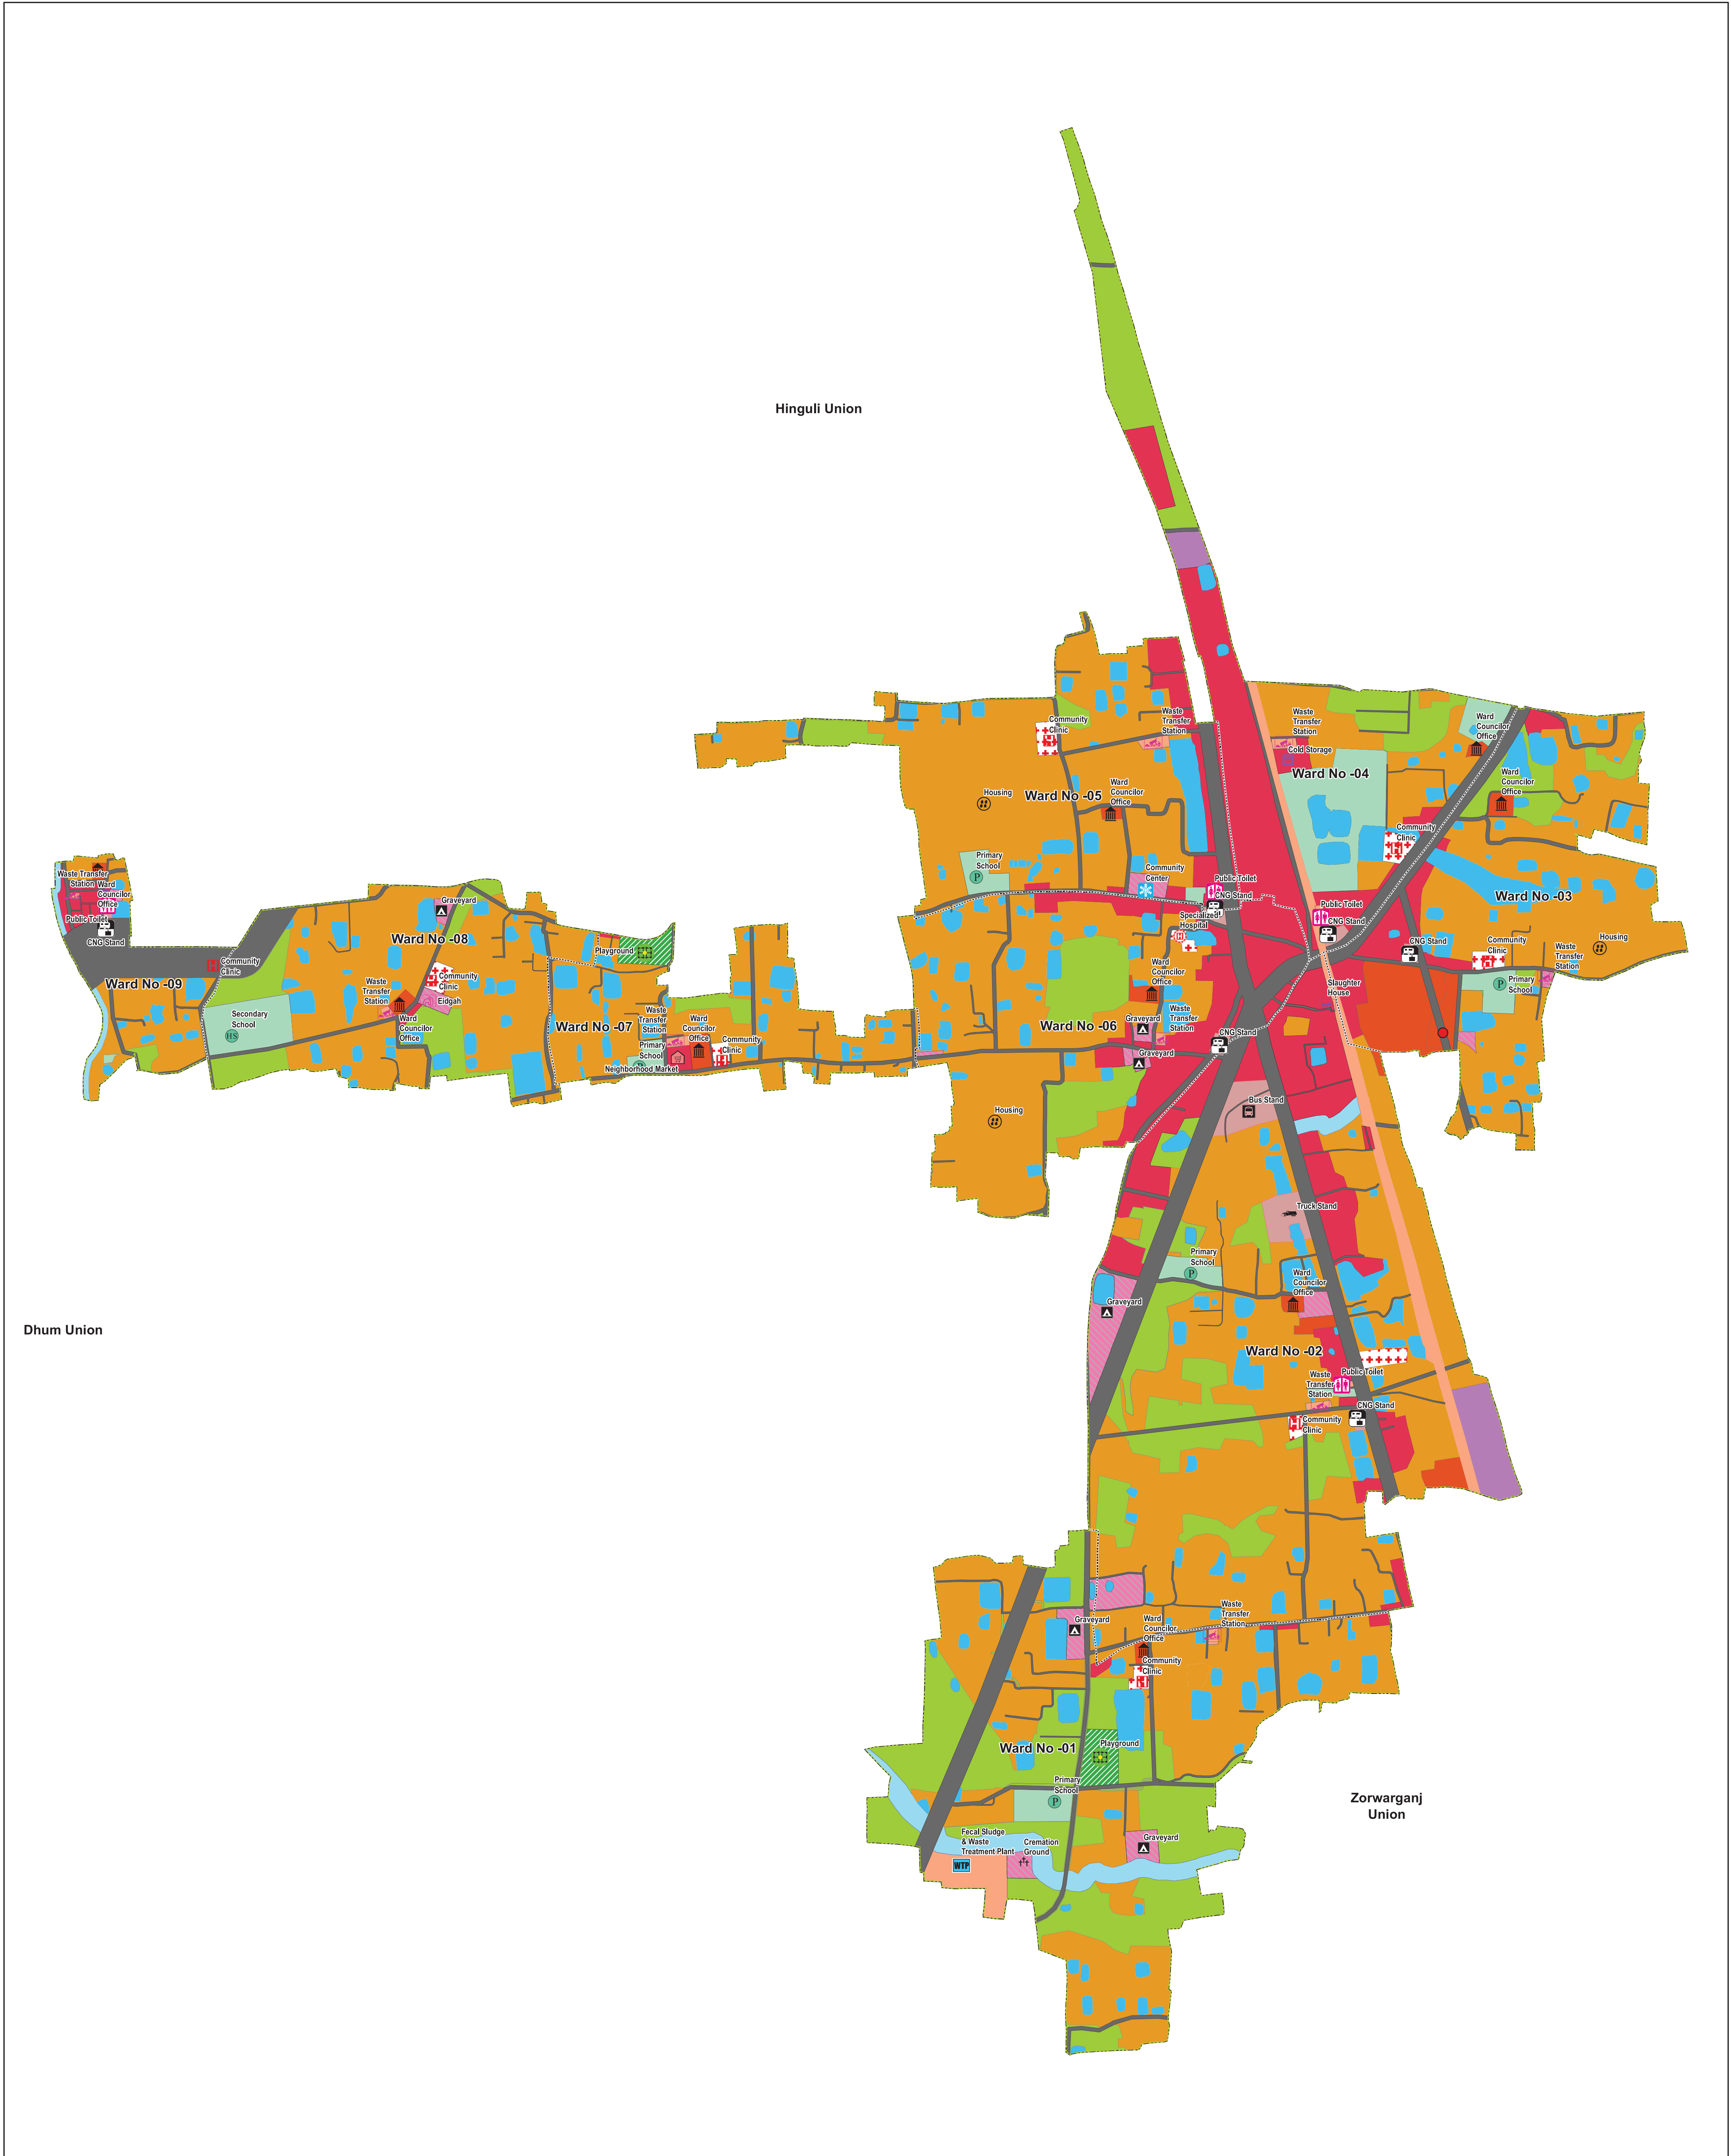 Hinguli Union
Waste
Transfer
Station
Community
Clinic
Ward No -05
Housing
Ward
Councilor
Office
Primary
School
Community
Center
Public Toilet
CNG Stand
Specialized
Hospital
Waste
Transfer
Station
Cold Storage
Ward No -04
Ward
Councilor
Office
Ward
Councilor
Office
Community
Clinic
Ward No -03
Public Toilet
CNG Stand
CNG Stand
Community
Clinic
Housing
Waste
Transfer
Station
Primary
School
P
P
Slaughter
House
Waste Transfer
Station
Ward
Councilor
Office
Public Toilet
CNG Stand
Ward No -09
Community
Clinic
Secondary
School
HS
Graveyard
Ward No -08
Community
Clinic
Eidgah
Waste
Transfer
Station
Ward
Councilor
Office
Playground
Ward No -07
Waste
Transfer
Station
Ward
Councilor
Office
Primary
School
Community
Clinic
Neighborhood Market
Ward
Councilor
Office
Ward No -06
Waste
Transfer
Station
Graveyard
Graveyard
CNG Stand
Housing
Bus Stand
Truck Stand
Primary
School
P
Ward
Councilor
Office
Graveyard
Dhum Union
Ward No -02
Public Toilet
Waste
Transfer
Station
CNG Stand
Community
Clinic
Waste
Transfer
Station
Graveyard
Ward
Councilor
Office
Community
Clinic
Ward No -01
Playground
Primary
School
P
Zorwarganj
Union
Fecal Sludge
& Waste
Treatment Plant
WTP
Cremation
Ground
Graveyard